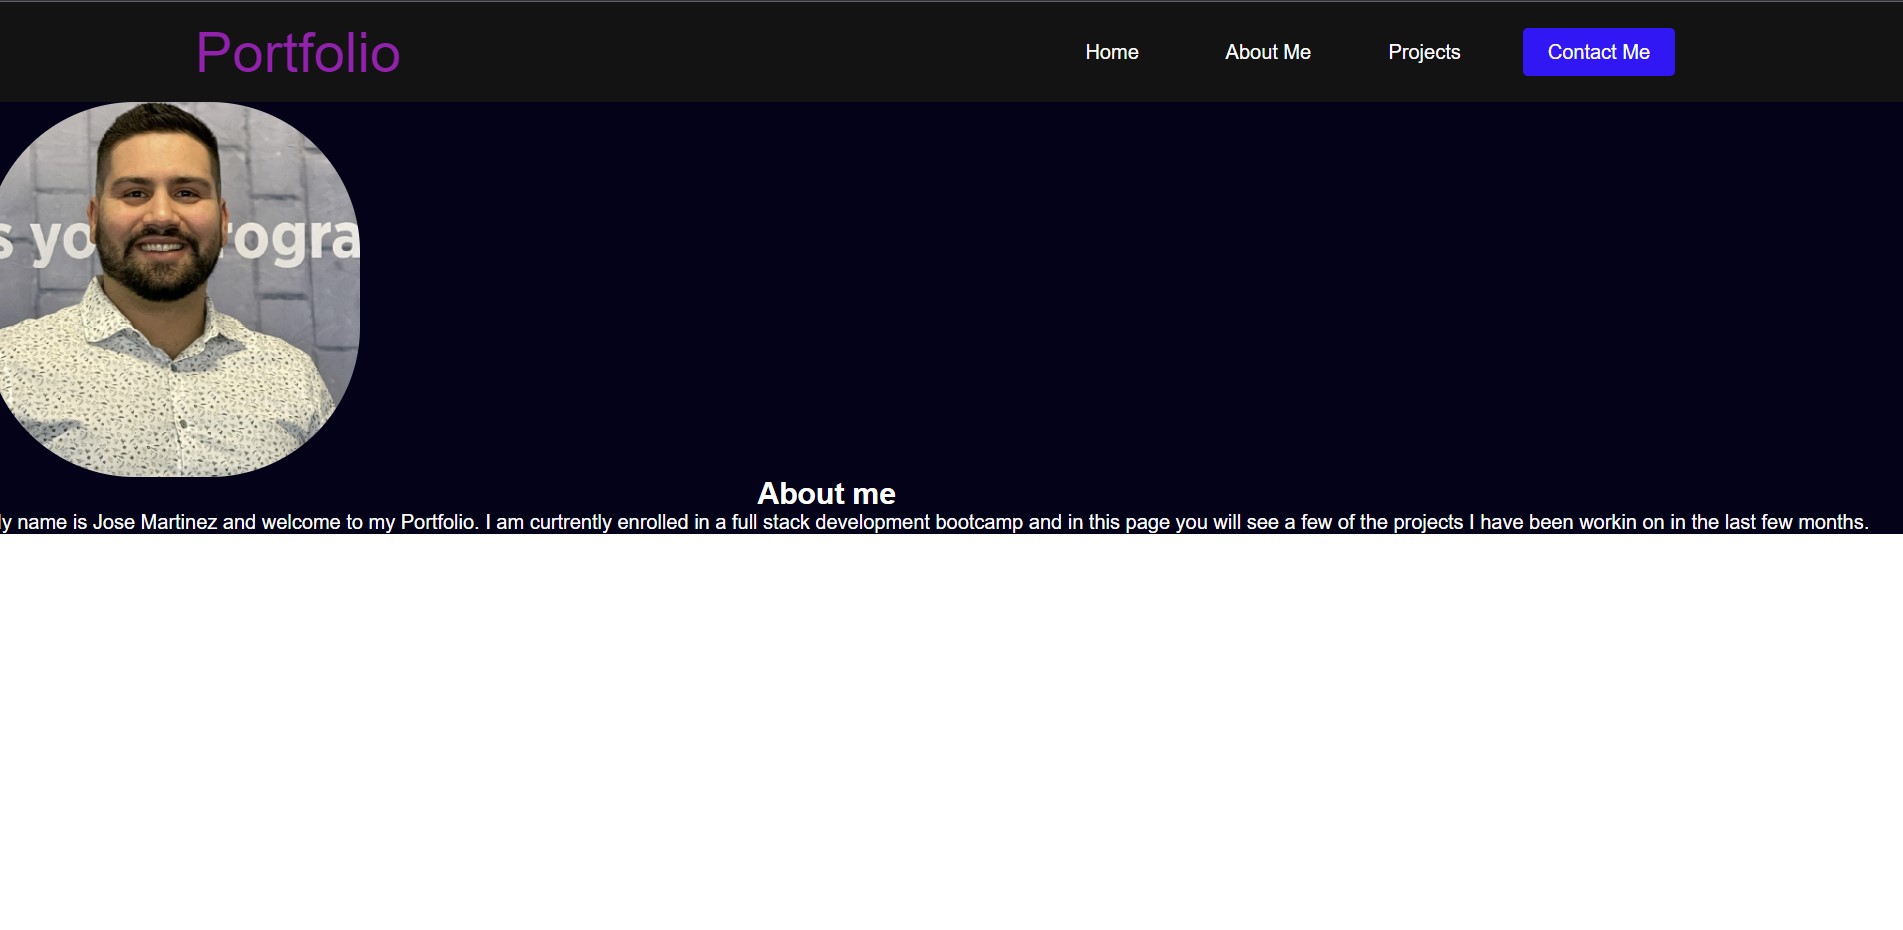 Portfolio
Home About Me Projects Contact Me
s yo rogra
About me
y name is Jose Martinez and welcome to my Portfolio. I am curtrently enrolled in a full stack development bootcamp and in this page you will see a few of the projects I have been workin on in the last few months.